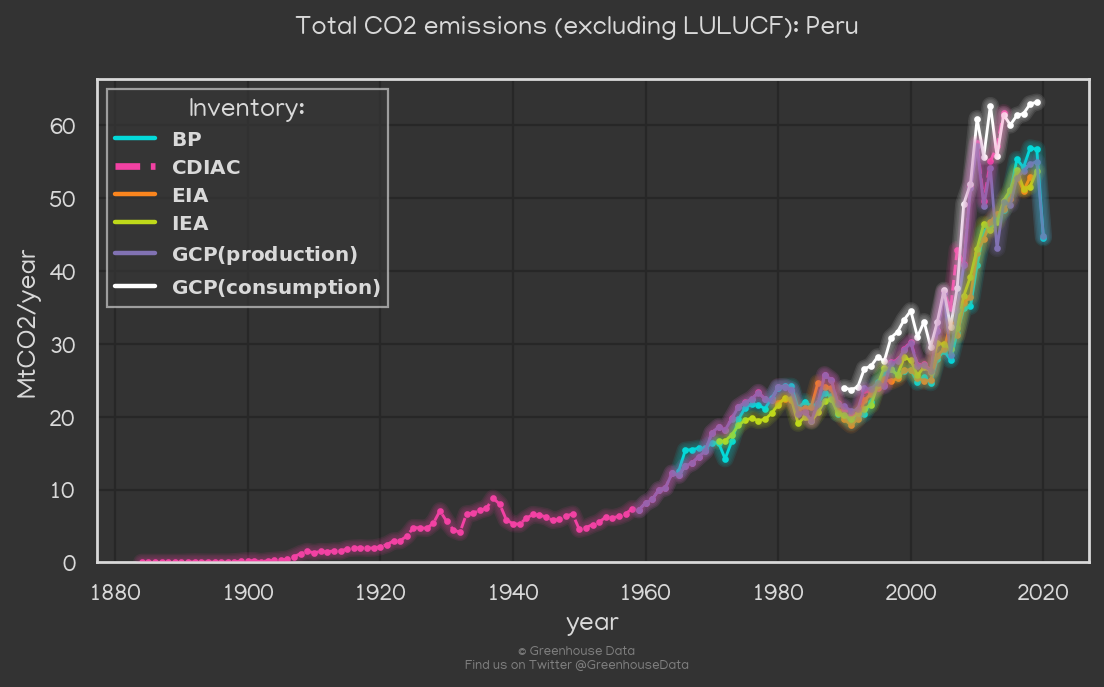 Total CO2 emissions (excluding LULUCF): Peru
Inventory:
BP
CDIAC
EIA
IEA
GCP(production)
GCP(consumption)
MtCO2/year
60
50
40
30
20
10
0
1880 1900 1920 1940 1960 1980 2000 2020
year
© Greenhouse Data
Find us on Twitter @GreenhouseData